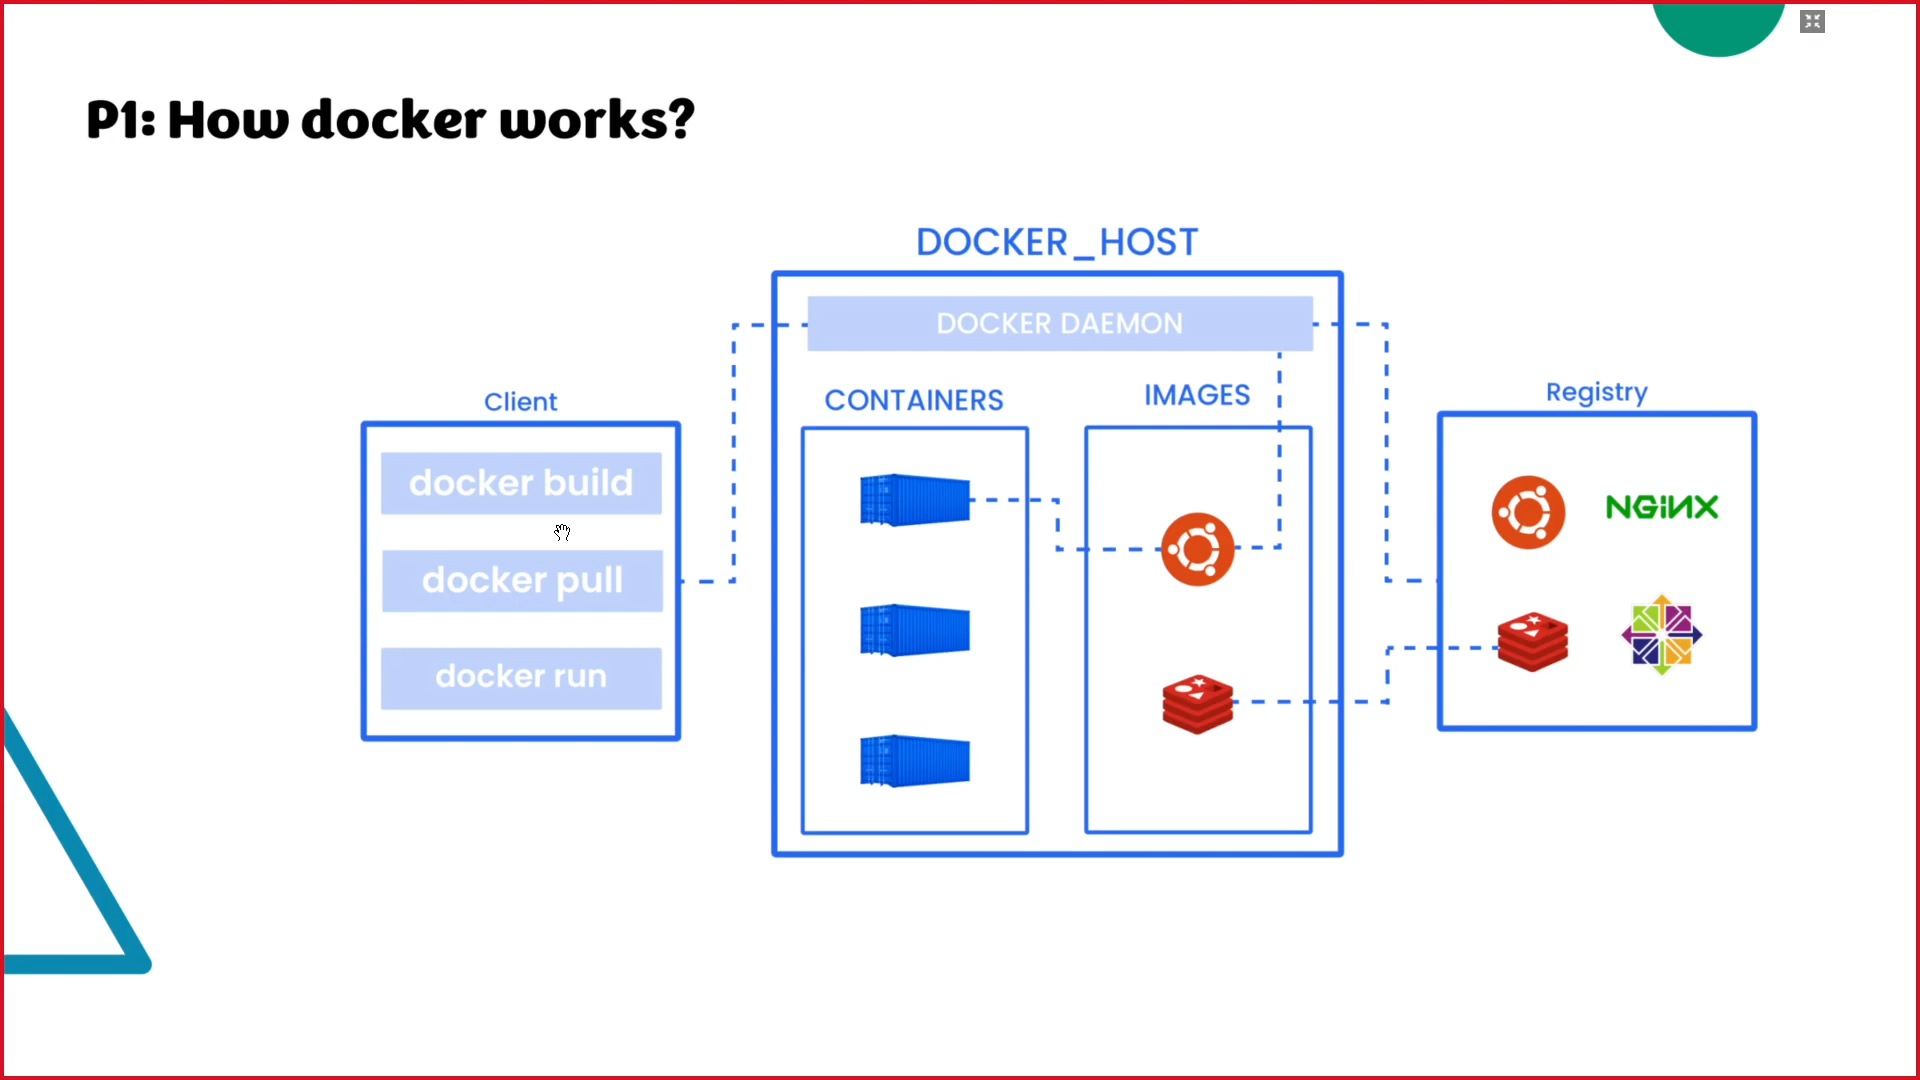 P1: How docker works?
DOCKER_HOST
DOCKER DAEMON
Client
docker build
docker pull
docker run
CONTAINERS
IMAGES
Registry
NGiNX